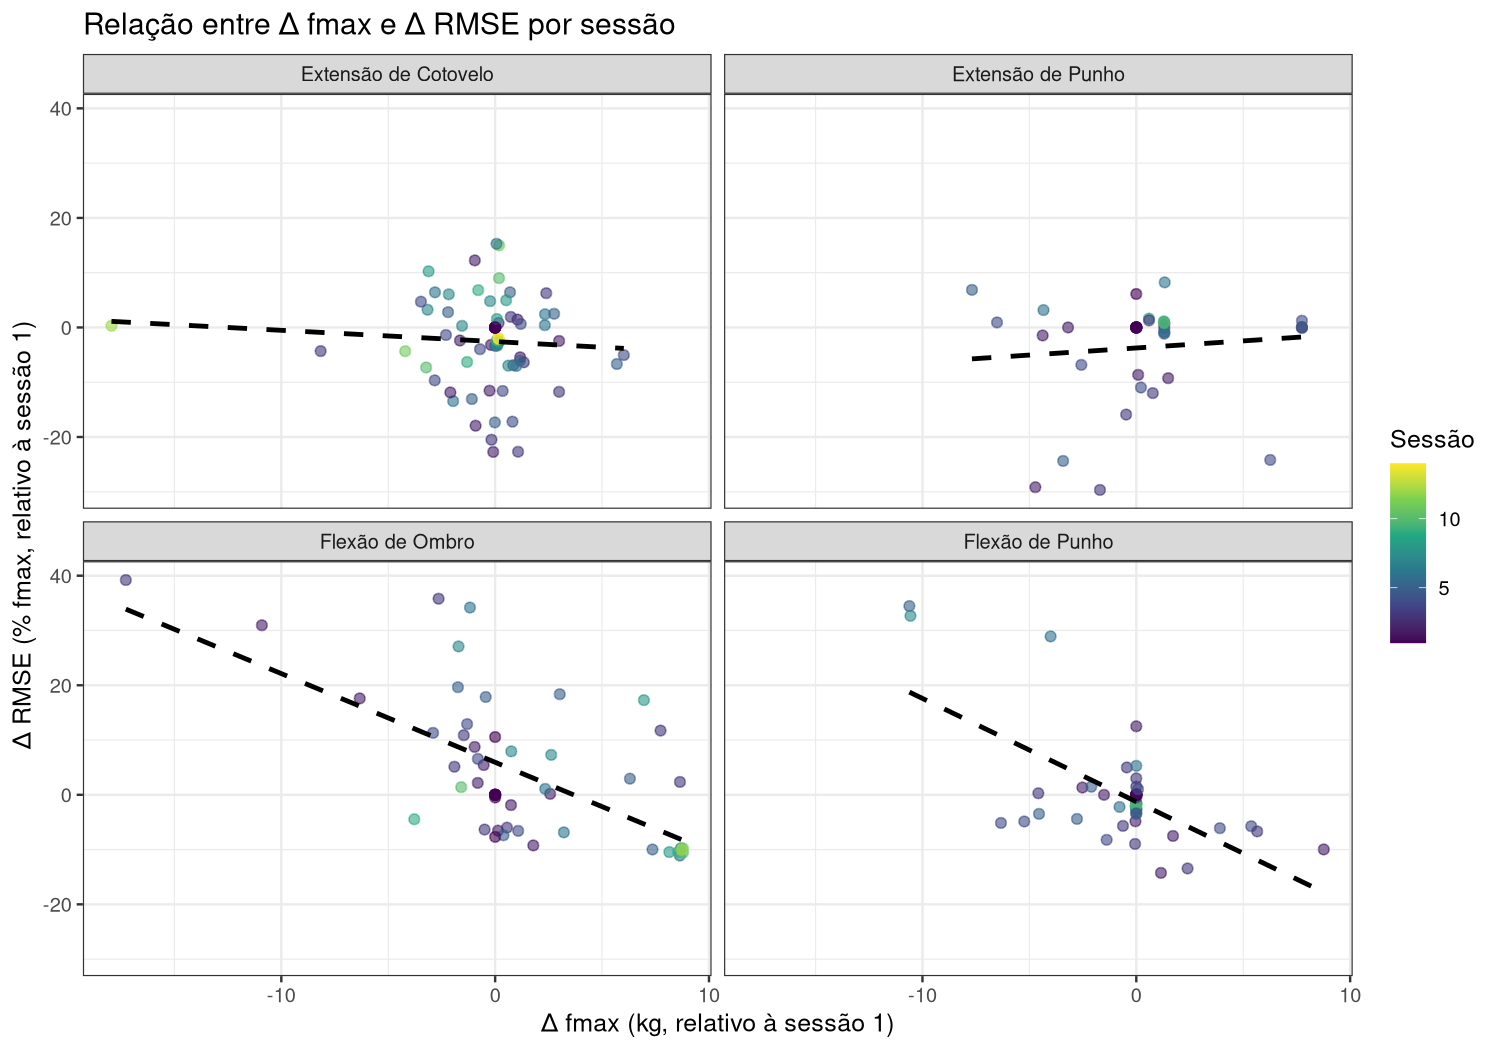 Relação entre Δ fmax e Δ RMSE por sessão
Extensão de Cotovelo
Extensão de Punho
40
20
0
-20
Flexão de Ombro
Flexão de Punho
40
20
0
-20
-10
0
10
-10
0
10
Δ fmax (kg, relativo à sessão 1)
Δ RMSE (% fmax, relativo à sessão 1)
Sessão
10
5